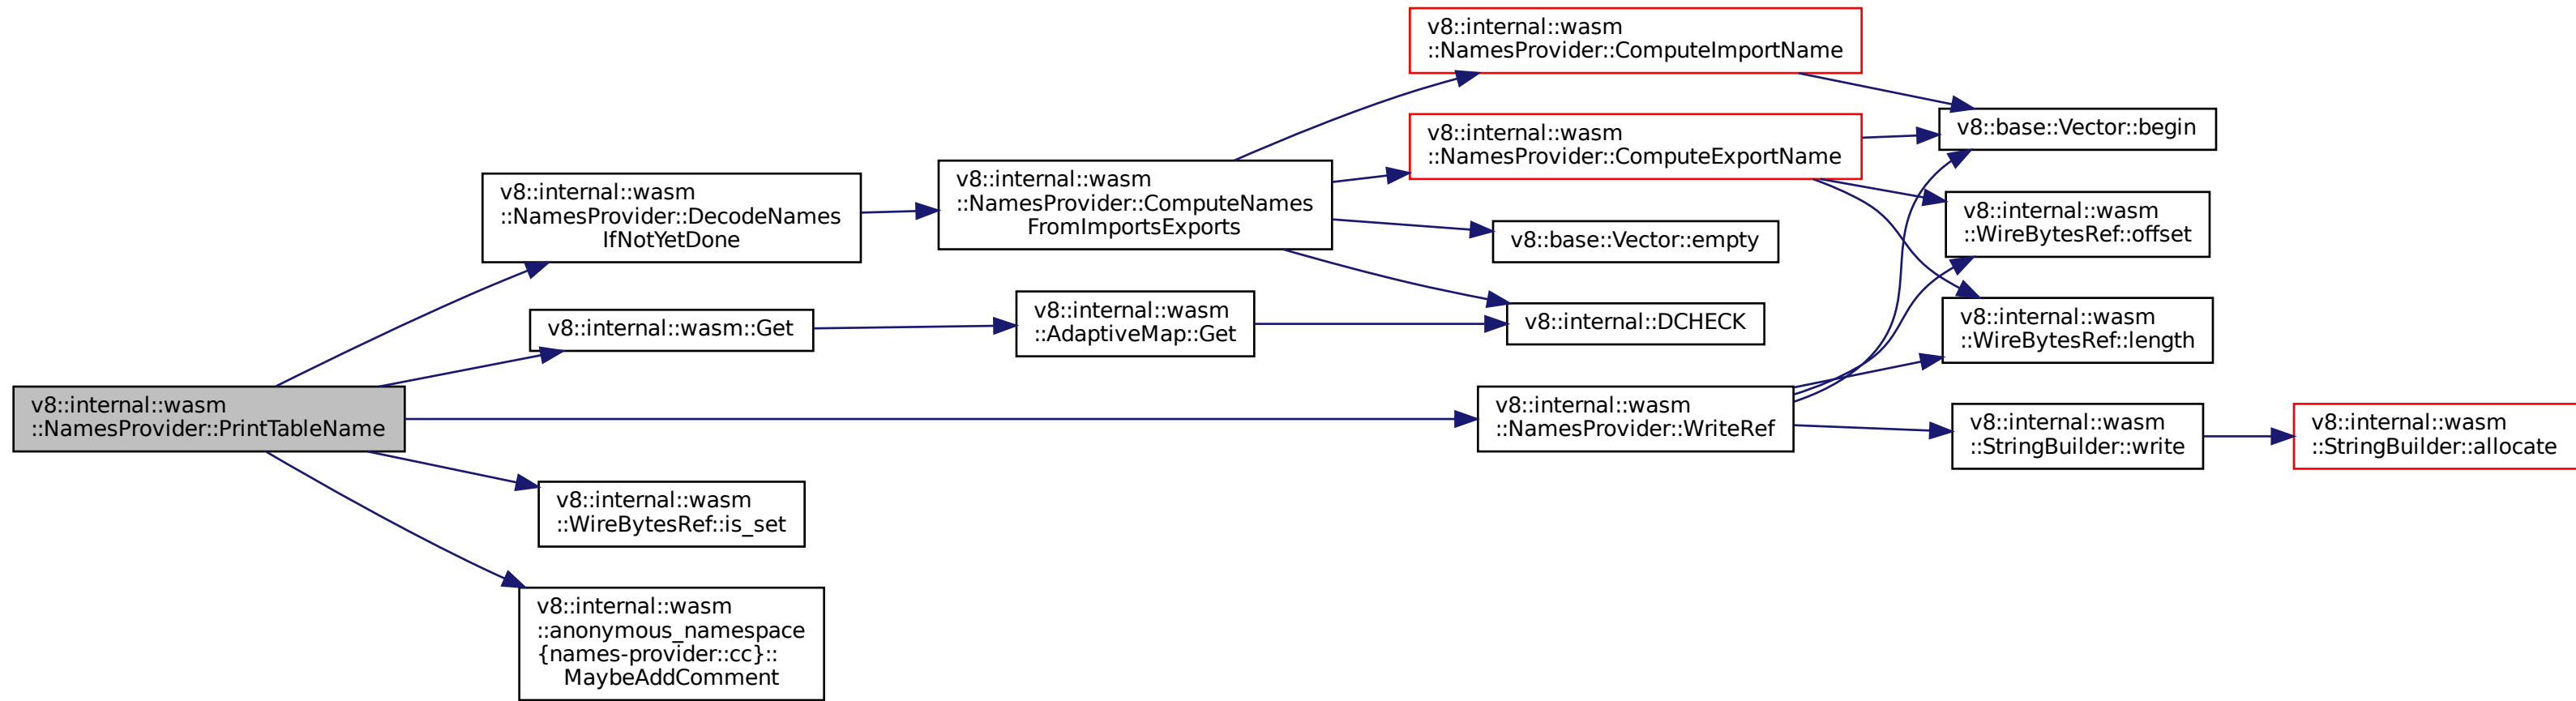 v8::internal::wasm
::NamesProvider::PrintTableName
v8::internal::wasm
::NamesProvider::DecodeNames
IfNotYetDone
v8::internal::wasm
::NamesProvider::ComputeNames
FromImportsExports
v8::internal::wasm
::NamesProvider::ComputeImportName
v8::base::Vector::begin
v8::internal::wasm
::NamesProvider::ComputeExportName
v8::internal::wasm
::WireBytesRef::offset
v8::internal::wasm
::WireBytesRef::length
v8::base::Vector::empty
v8::internal::DCHECK
v8::internal::wasm::Get
v8::internal::wasm
::AdaptiveMap::Get
v8::internal::wasm
::NamesProvider::WriteRef
v8::internal::wasm
::StringBuilder::write
v8::internal::wasm
::StringBuilder::allocate
v8::internal::wasm
::WireBytesRef::is_set
v8::internal::wasm
::anonymous_namespace
{names-provider::cc}::
MaybeAddComment